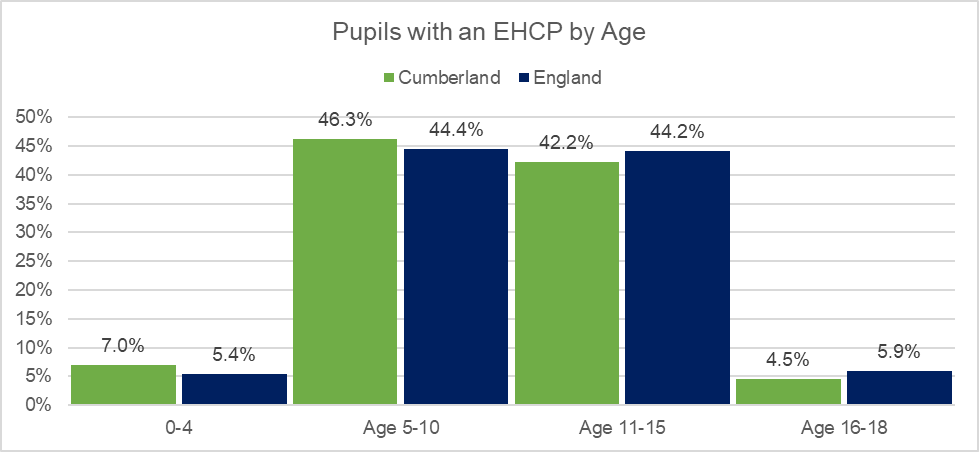 Pupils with an EHCP by Age
Cumberland England
50%
45%
40%
35%
30%
25%
20%
15%
10%
5%
0%
46.3% 44.4% 42.2% 44.2%
7.0% 5.4% 4.5% 5.9%
0-4 Age 5-10 Age 11-15 Age 16-18